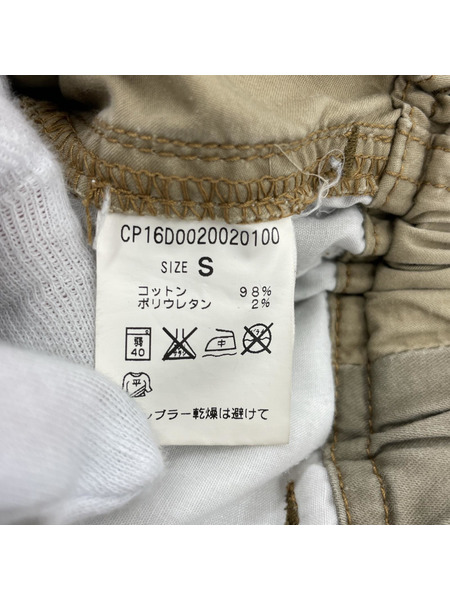 CP16D0020020100
SIZE S
コットン 98%
ポリウレタン 2%
弱 40 中
平
ンブラー乾燥は避けて